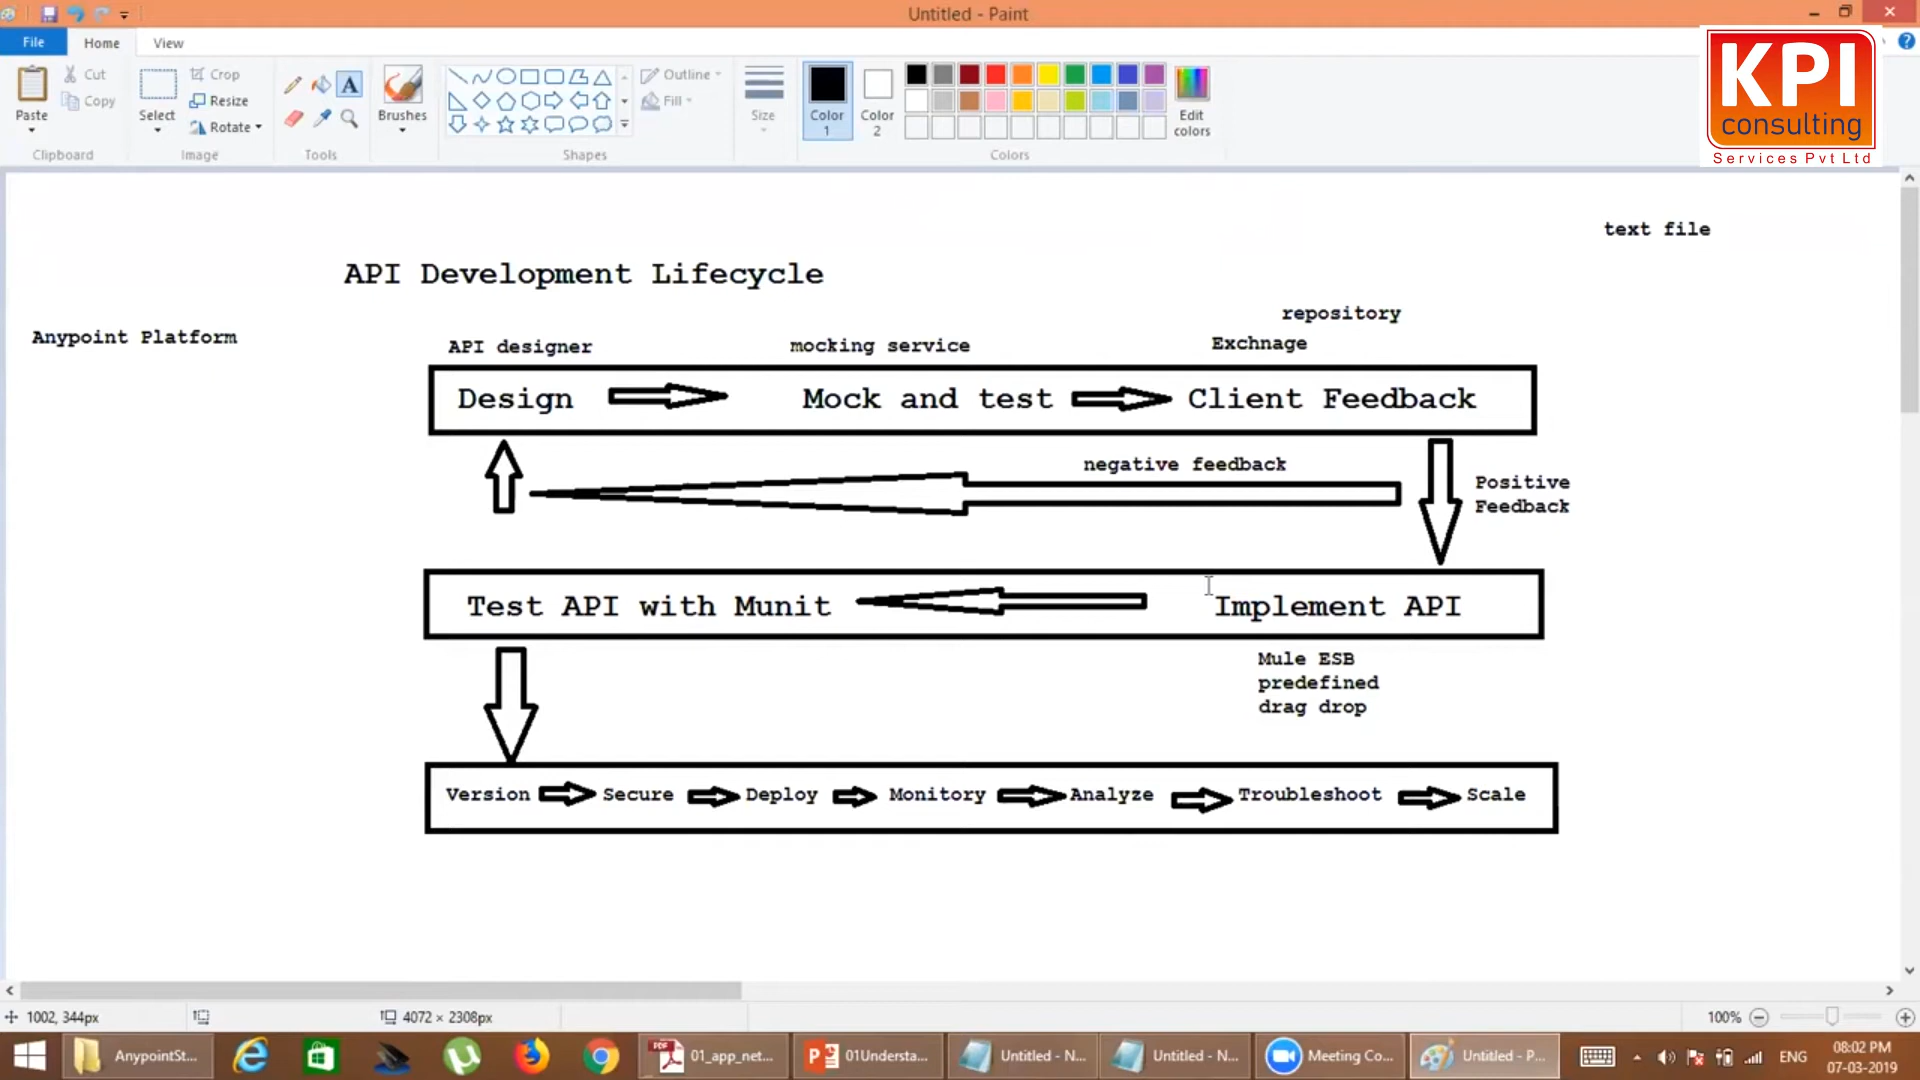 Untitled - Paint
File
Home
View
Cut
Copy
Paste
Clipboard
Select
Crop
Resize
Rotate
Image
Tools
Brushes
Shapes
Outline
Fill
Size
Color 1
Color 2
Edit colors
Colors
KPI
consulting
Services Pvt Ltd
text file
API Development Lifecycle
repository
Anypoint Platform
API designer
mocking service
Exchnage
Design
Mock and test
Client Feedback
negative feedback
Positive
Feedback
Test API with Munit
Implement API
Mule ESB
predefined
drag drop
Version
Secure
Deploy
Monitory
Analyze
Troubleshoot
Scale
1002, 344px
4072 × 2308px
100%
AnypointSt...
01_app_net...
01Understa...
Untitled - N...
Untitled - N...
Meeting Co...
Untitled - P...
ENG
08:02 PM
07-03-2019